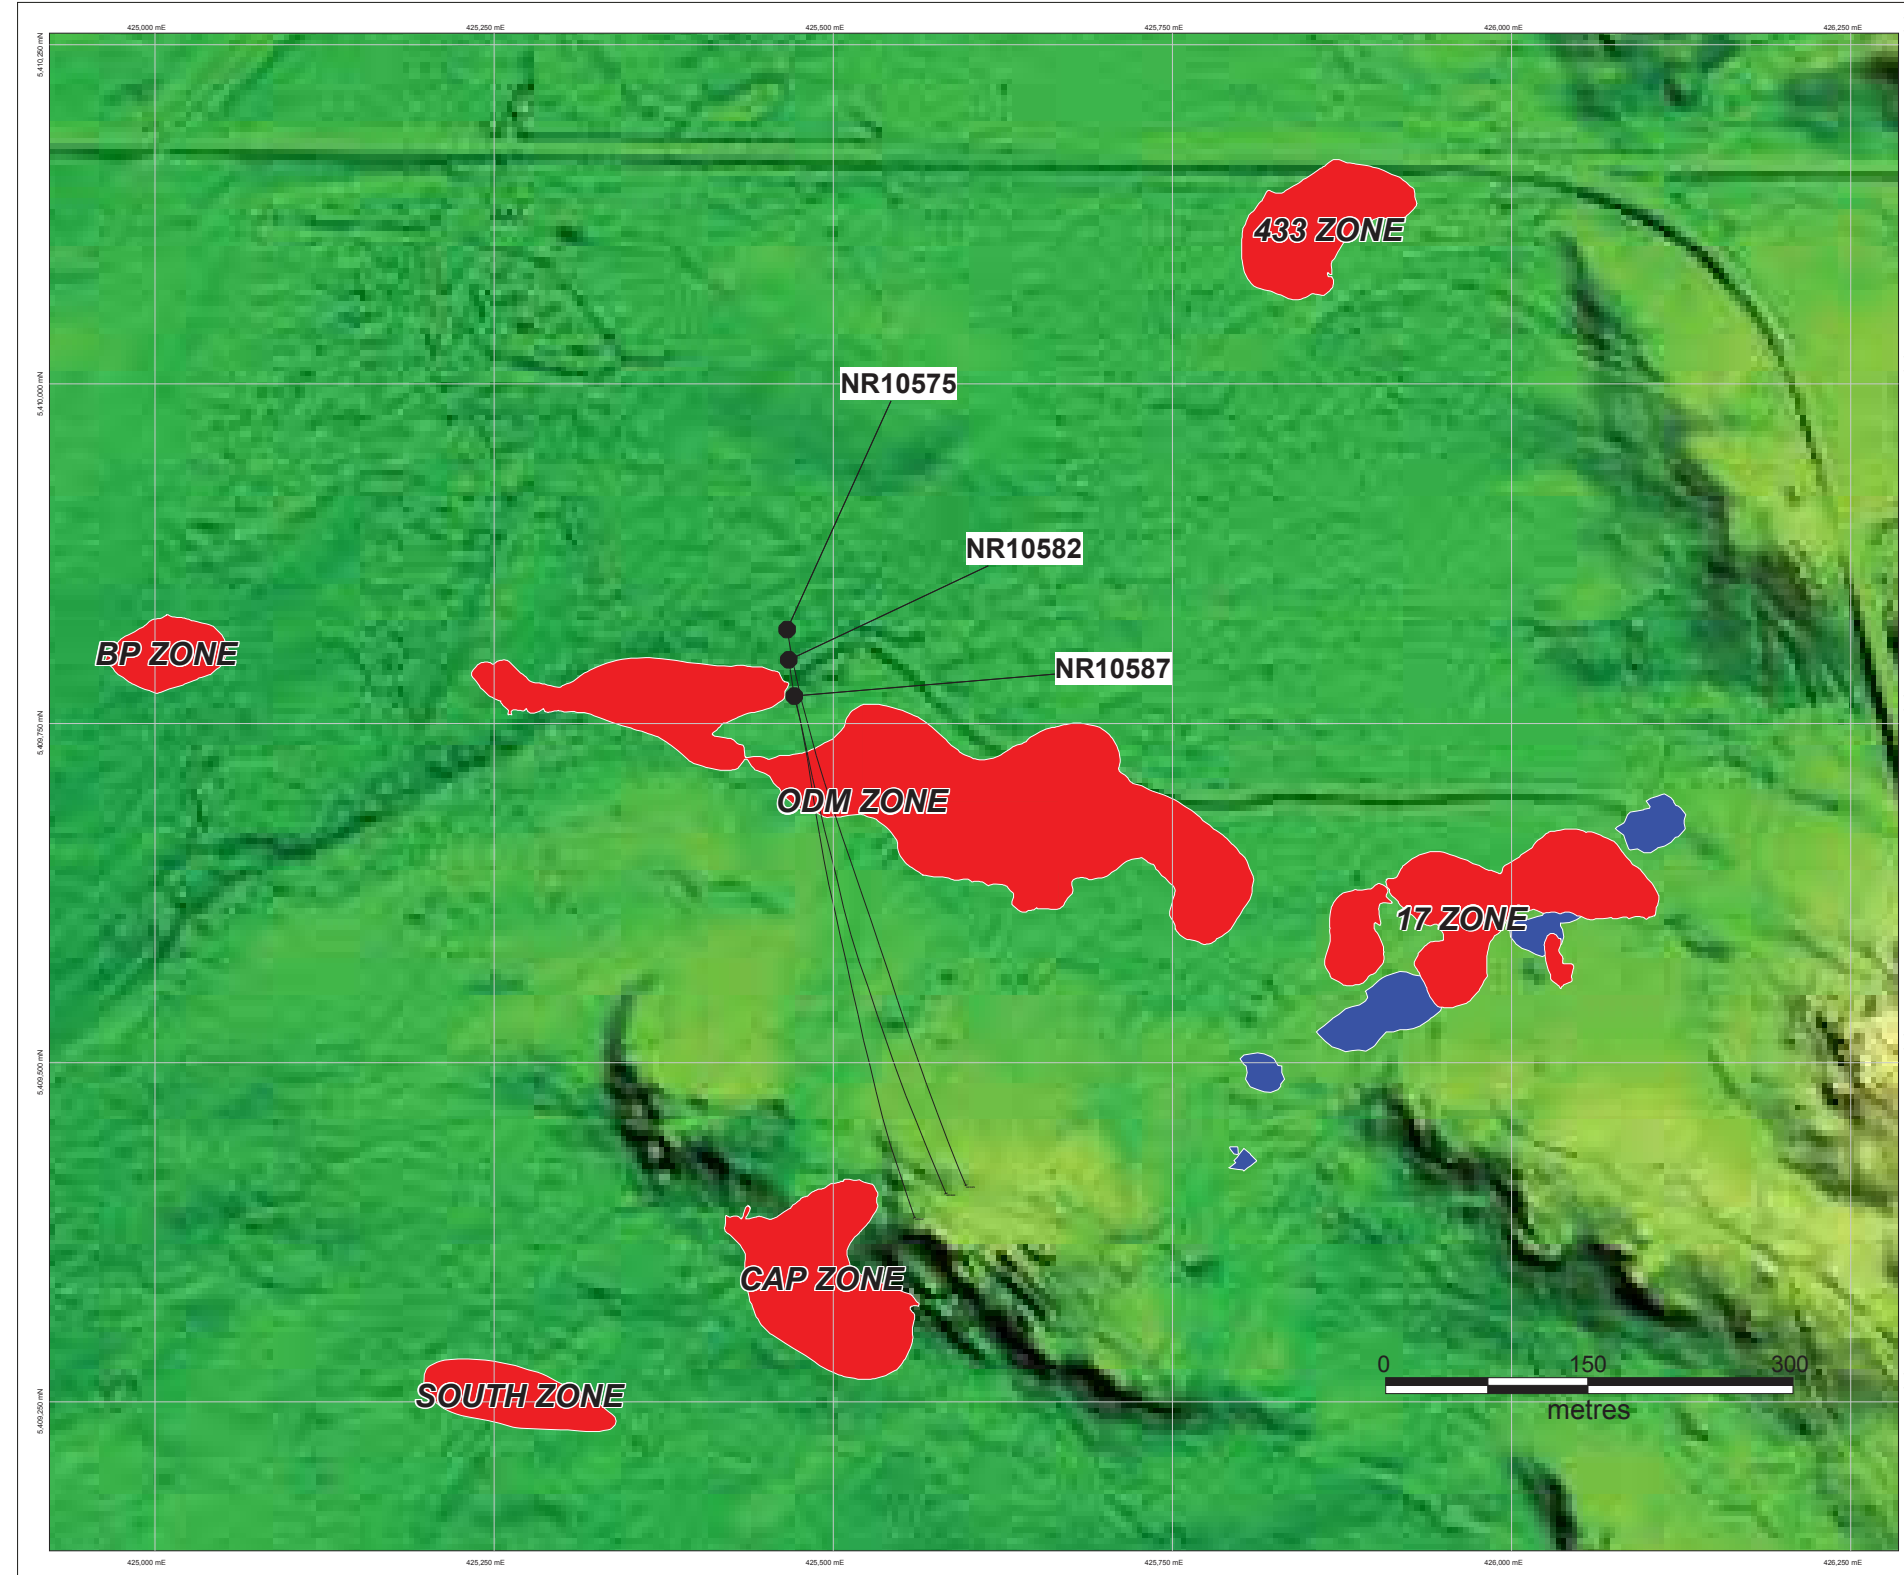 425,000 mE 425,250 mE 425,500 mE 425,750 mE 426,000 mE 426,250 mE
5,410,250 mN
433 ZONE
5,410,000 mN
NR10575
NR10582
BP ZONE
NR10587
5,409,750 mN
ODM ZONE
17 ZONE
5,409,500 mN
CAP ZONE
0 150 300
SOUTH ZONE
5,409,250 mN
metres
425,000 mE 425,250 mE 425,500 mE 425,750 mE 426,000 mE 426,250 mE